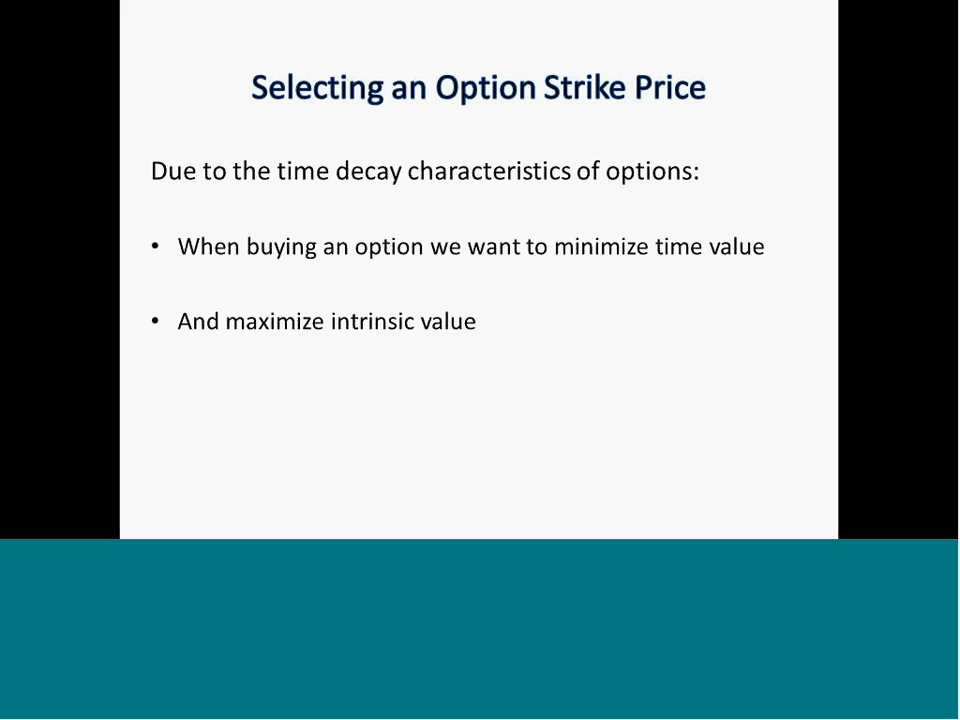 Selecting an Option Strike Price
Due to the time decay characteristics of options:
• When buying an option we want to minimize time value
• And maximize intrinsic value